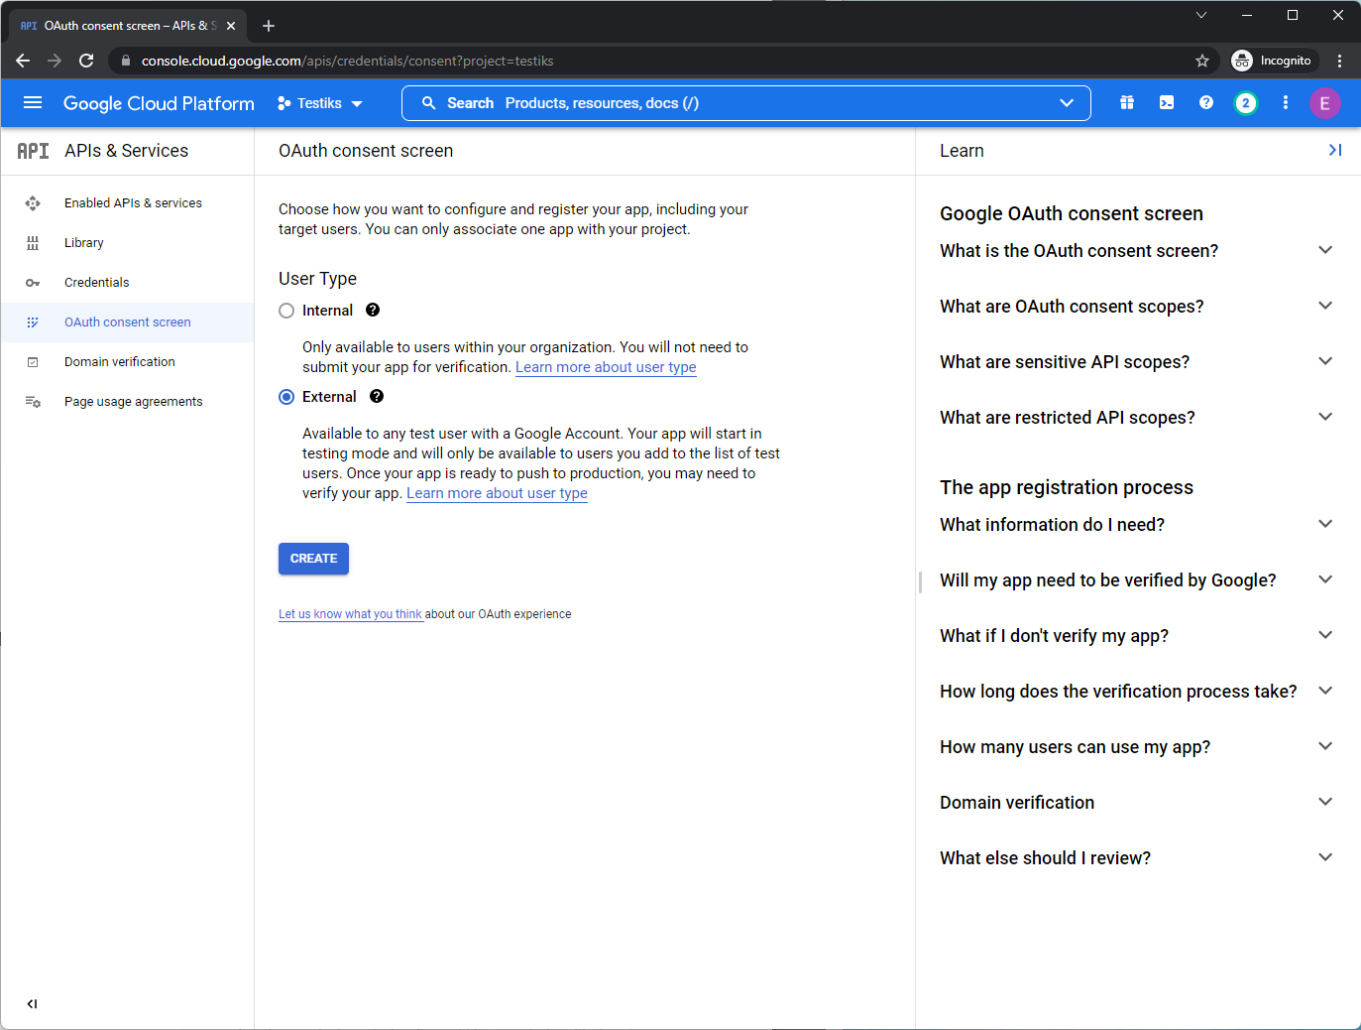 API OAuth consent screen – APIs & S
console.cloud.google.com/apis/credentials/consent?project=testiks
Incognito
Google Cloud Platform
Testiks
Search Products, resources, docs (/)
2
E
API APIs & Services
Enabled APIs & services
Library
Credentials
OAuth consent screen
Domain verification
Page usage agreements
OAuth consent screen
Choose how you want to configure and register your app, including your
target users. You can only associate one app with your project.
User Type
Internal
Only available to users within your organization. You will not need to
submit your app for verification. Learn more about user type
External
Available to any test user with a Google Account. Your app will start in
testing mode and will only be available to users you add to the list of test
users. Once your app is ready to push to production, you may need to
verify your app. Learn more about user type
CREATE
Let us know what you think about our OAuth experience
Learn
Google OAuth consent screen
What is the OAuth consent screen?
What are OAuth consent scopes?
What are sensitive API scopes?
What are restricted API scopes?
The app registration process
What information do I need?
Will my app need to be verified by Google?
What if I don't verify my app?
How long does the verification process take?
How many users can use my app?
Domain verification
What else should I review?